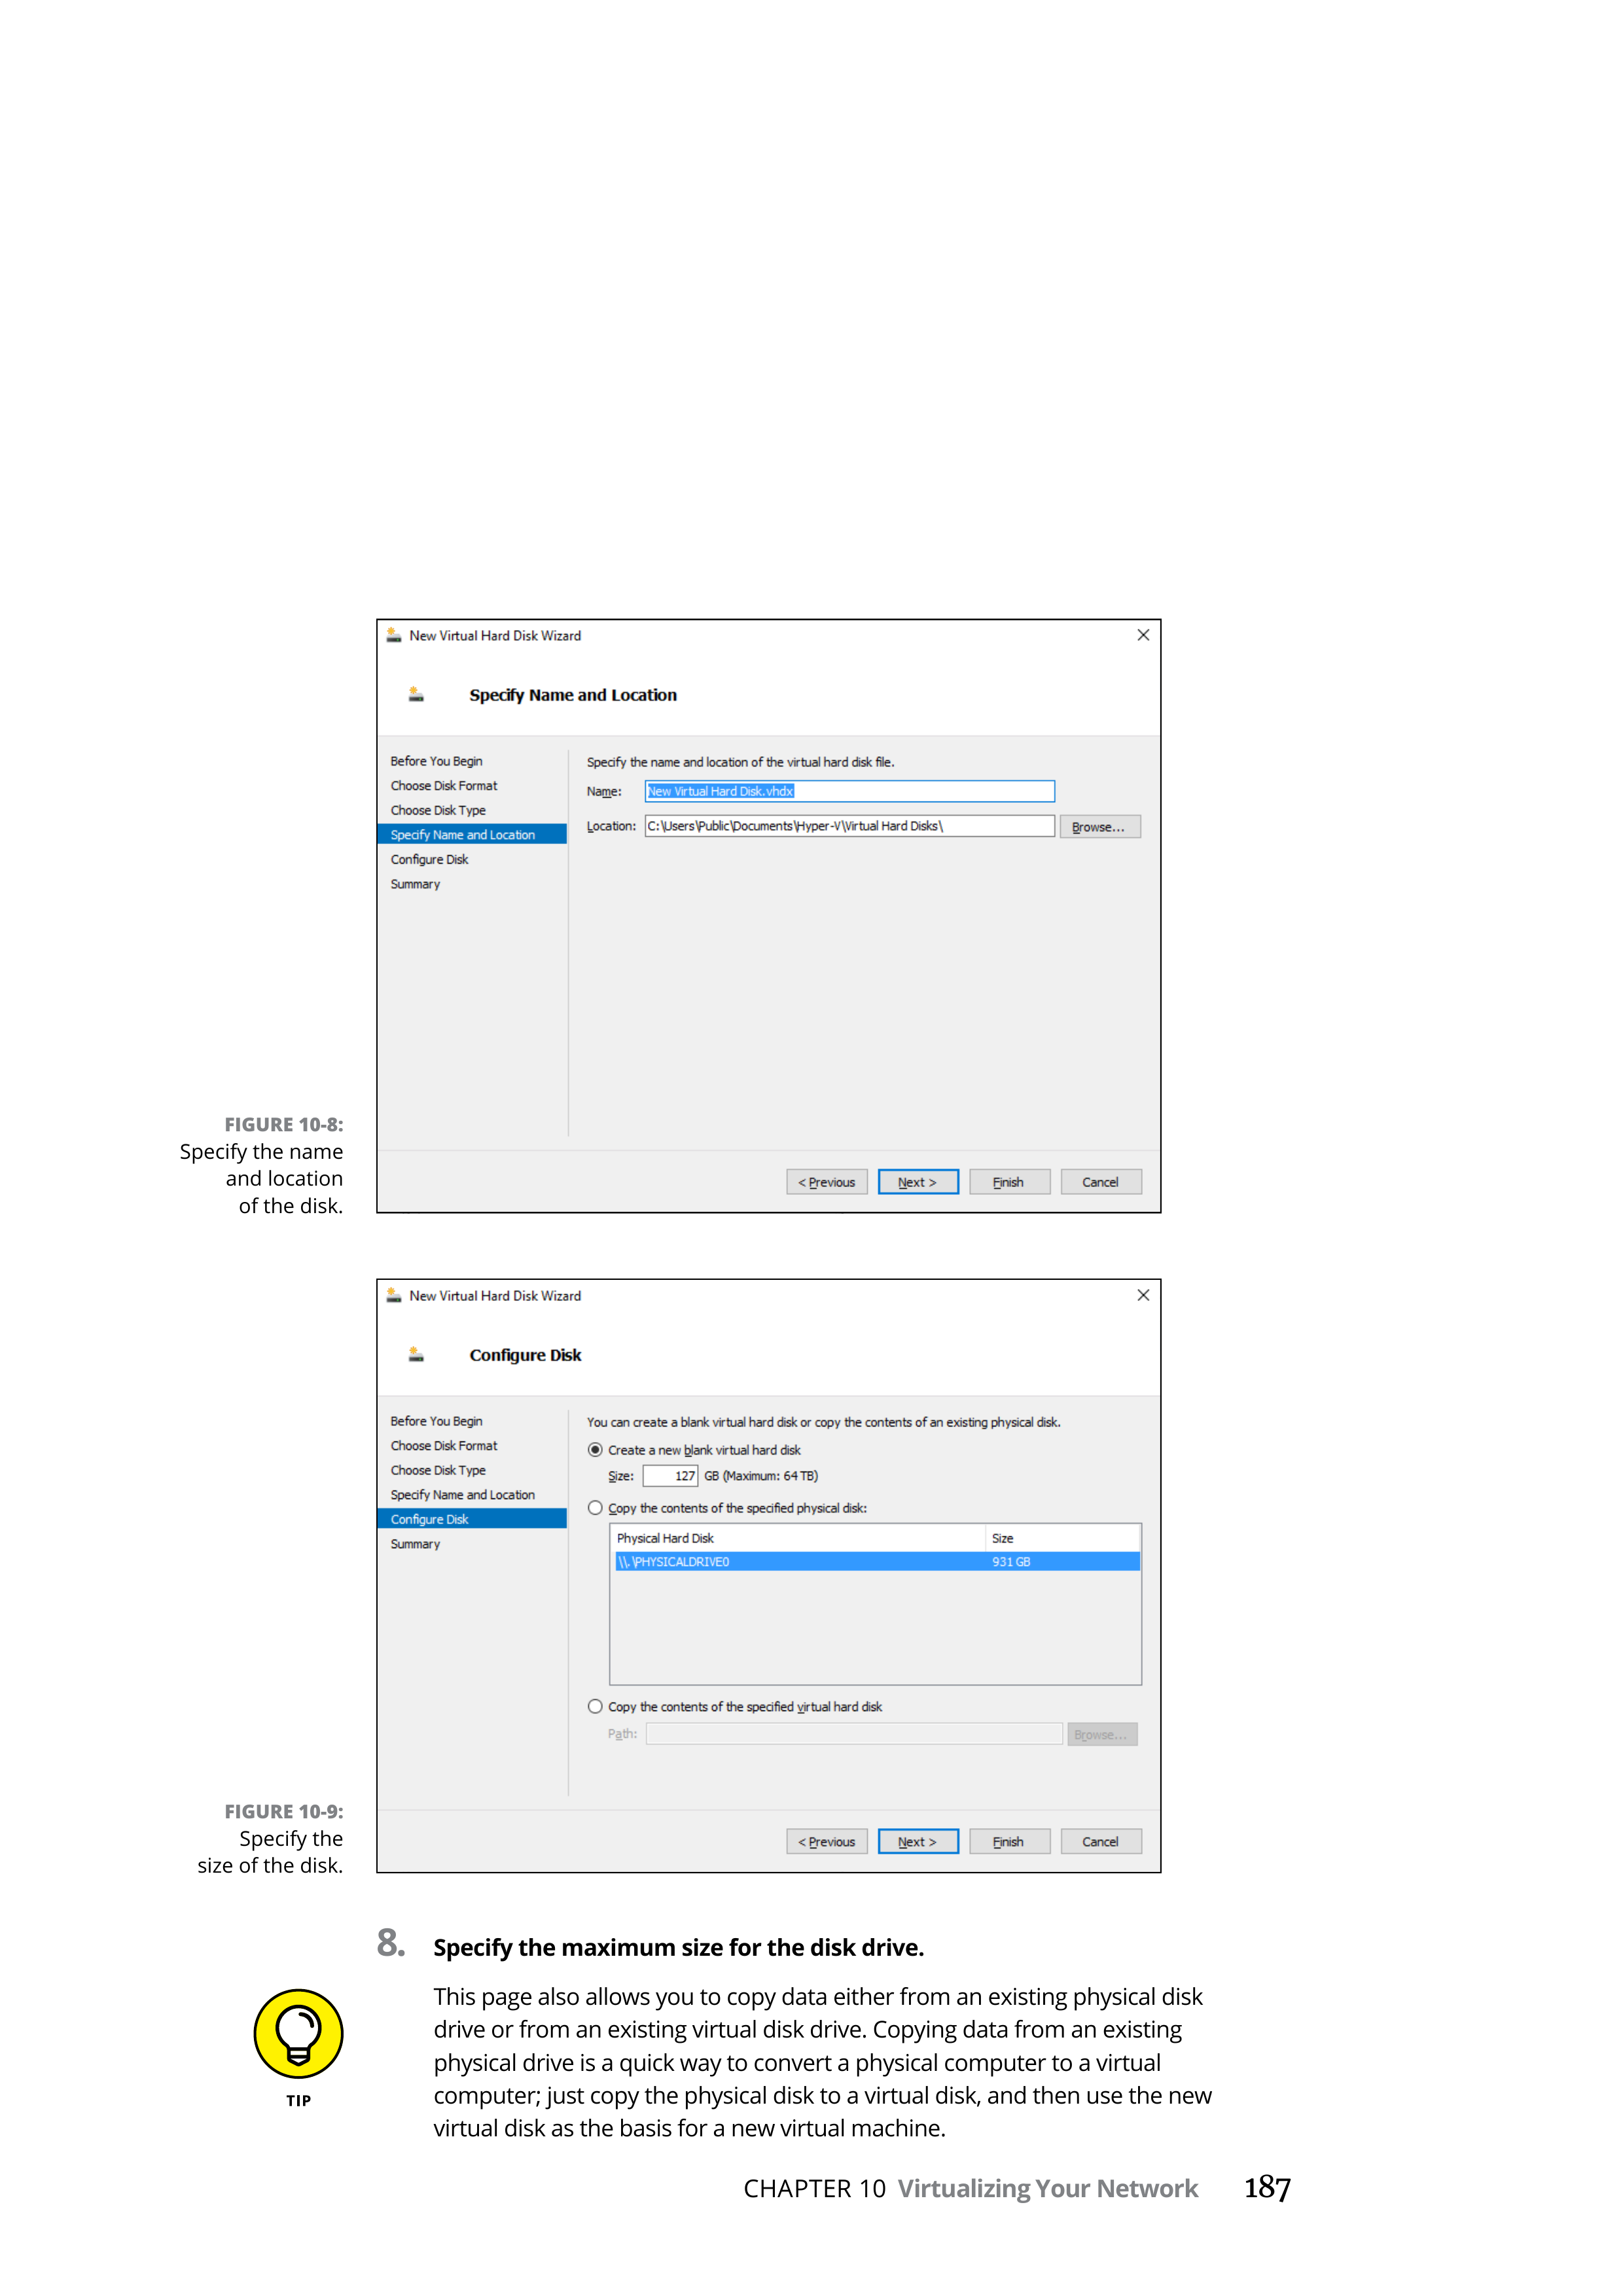 New Virtual Hard Disk Wizard
Specify Name and Location
Before You Begin
Choose Disk Format
Choose Disk Type
Specify Name and Location
Configure Disk
Summary
Specify the name and location of the virtual hard disk file.
Name: New Virtual Hard Disk.vhdx
Location: C:\Users\Public\Documents\Hyper-V\Virtual Hard Disks\ Browse...
< Previous Next > Finish Cancel
FIGURE 10-8:
Specify the name
and location
of the disk.
New Virtual Hard Disk Wizard
Configure Disk
Before You Begin
Choose Disk Format
Choose Disk Type
Specify Name and Location
Configure Disk
Summary
You can create a blank virtual hard disk or copy the contents of an existing physical disk.
Create a new blank virtual hard disk
Size: 127 GB (Maximum: 64 TB)
Copy the contents of the specified physical disk:
Physical Hard Disk Size
\\.\PHYSICALDRIVE0 931 GB
Copy the contents of the specified virtual hard disk
Path: Browse...
< Previous Next > Finish Cancel
FIGURE 10-9:
Specify the
size of the disk.
8. Specify the maximum size for the disk drive.
This page also allows you to copy data either from an existing physical disk
drive or from an existing virtual disk drive. Copying data from an existing
physical drive is a quick way to convert a physical computer to a virtual
computer; just copy the physical disk to a virtual disk, and then use the new
virtual disk as the basis for a new virtual machine.
TIP
CHAPTER 10 Virtualizing Your Network 187